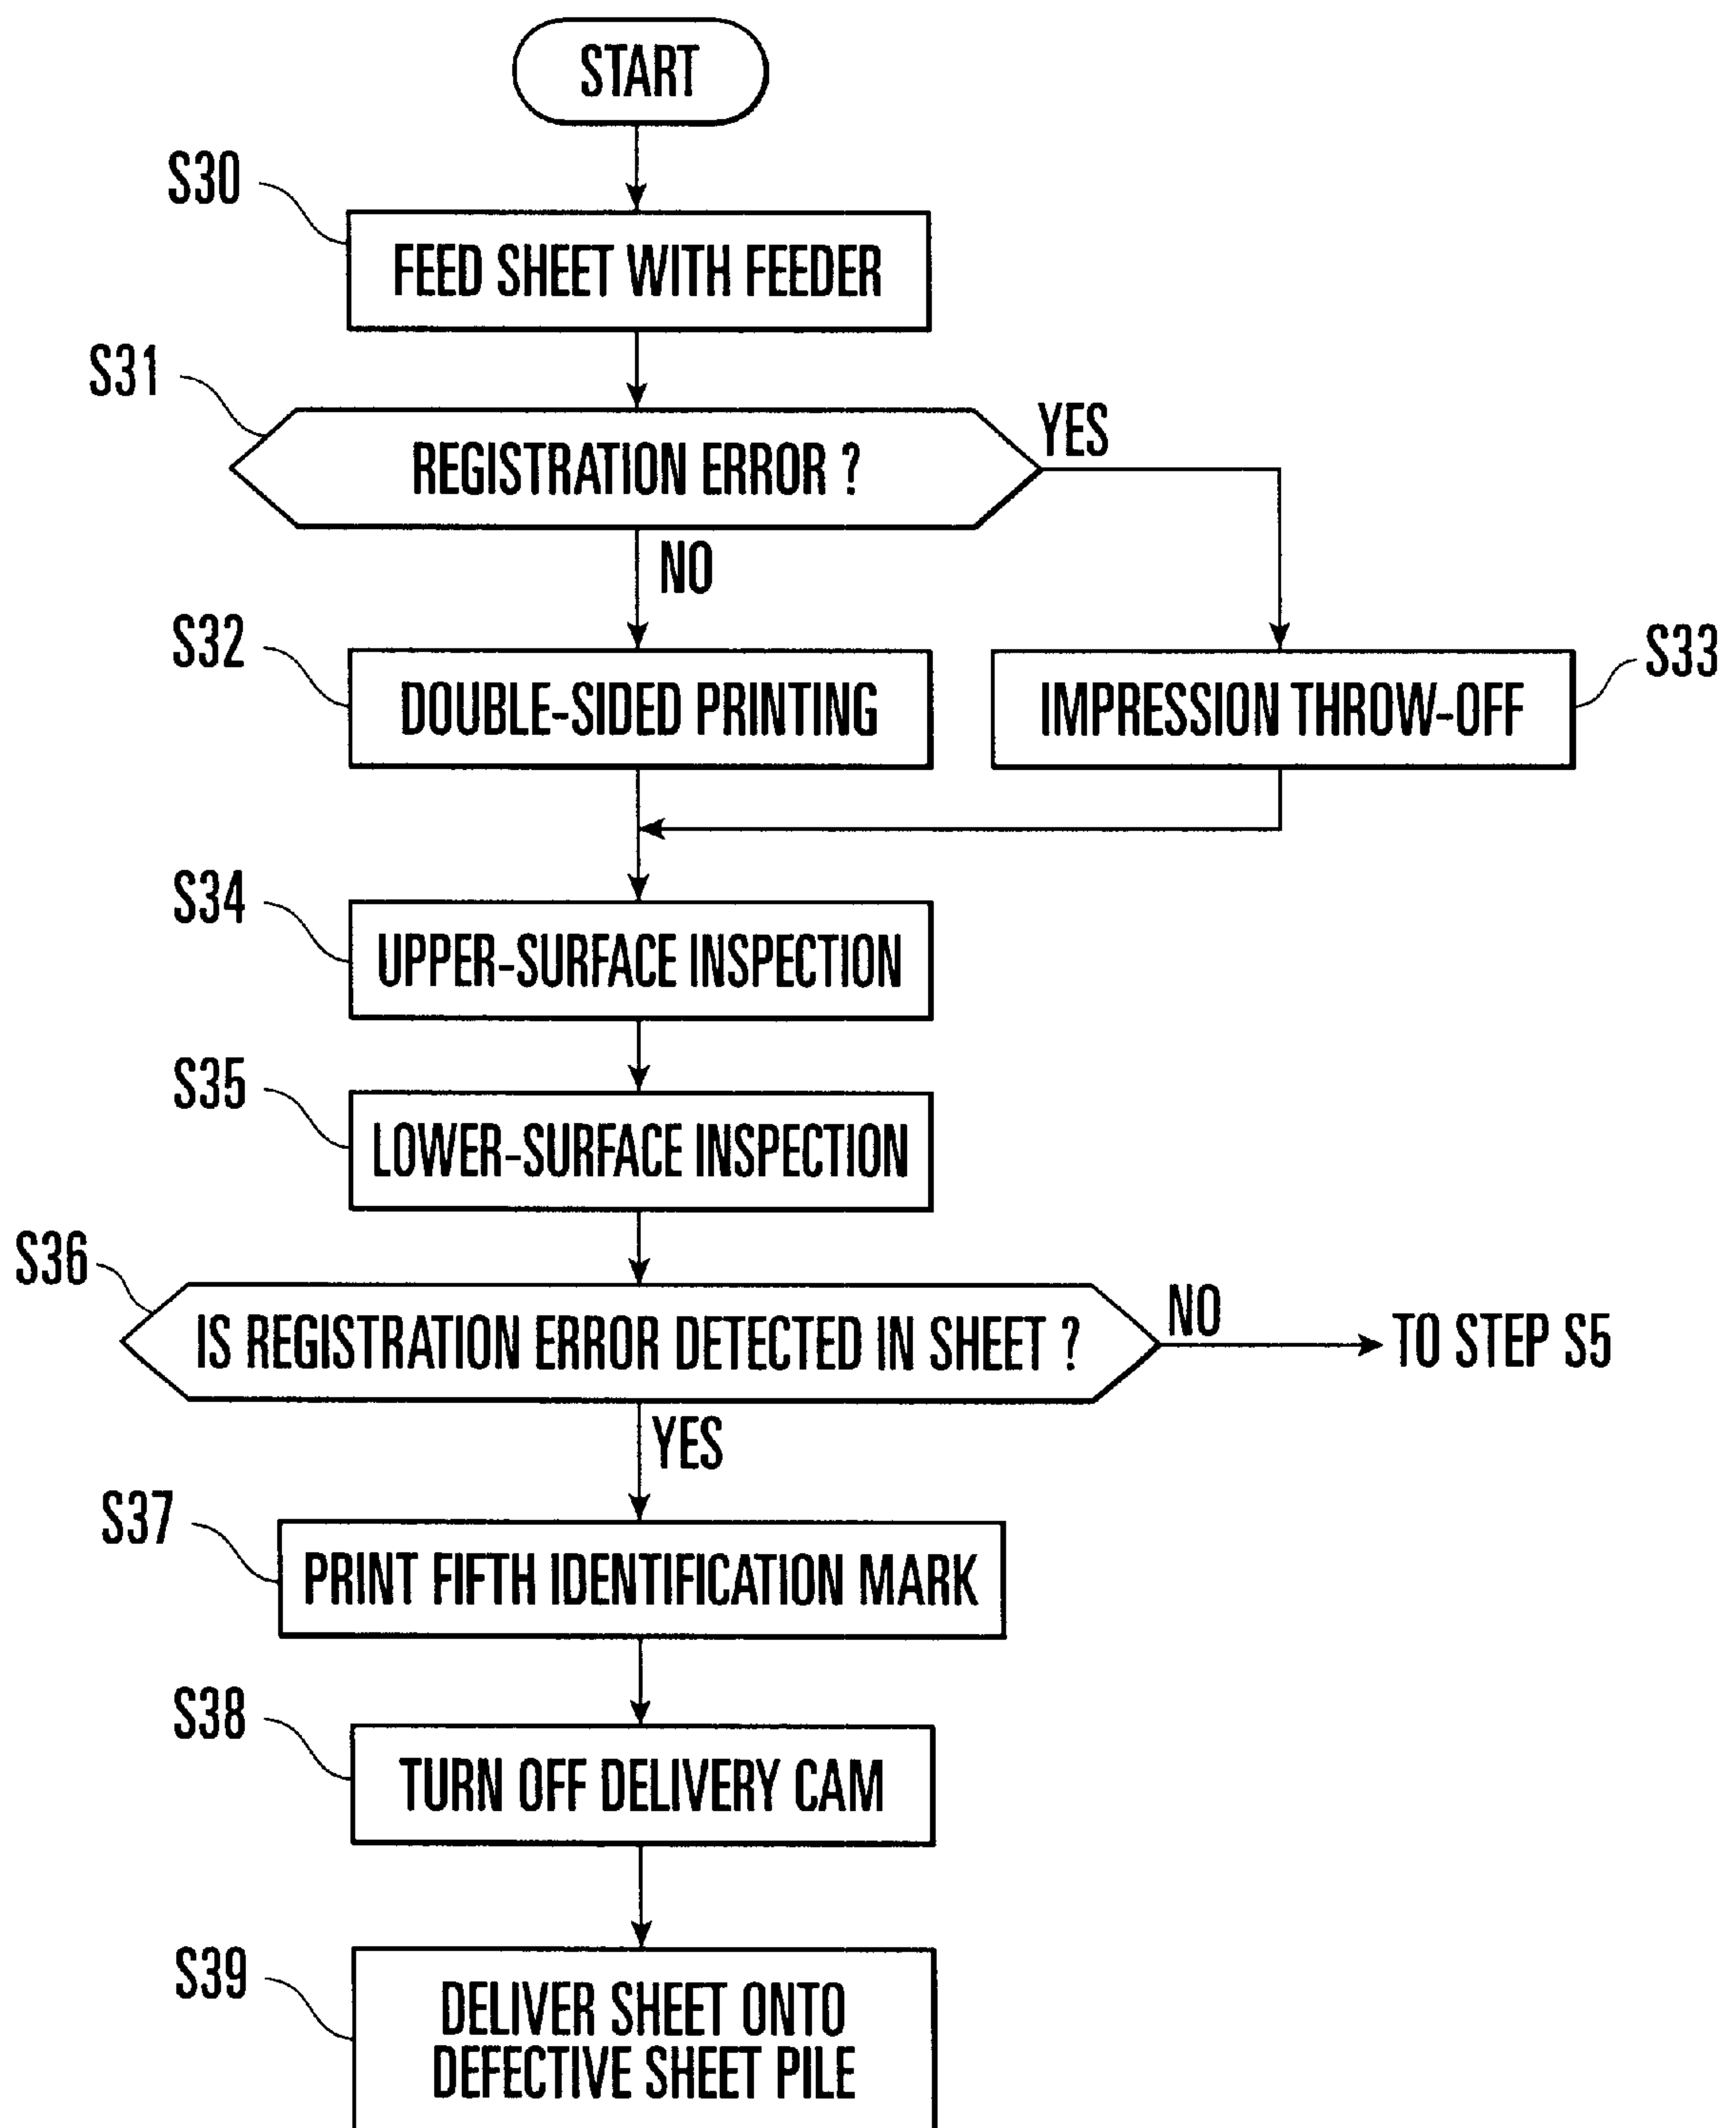 START
S30
FEED SHEET WITH FEEDER
S31
REGISTRATION ERROR ?
YES
NO
S32
DOUBLE-SIDED PRINTING
IMPRESSION THROW-OFF
S33
S34
UPPER-SURFACE INSPECTION
S35
LOWER-SURFACE INSPECTION
S36
IS REGISTRATION ERROR DETECTED IN SHEET ?
NO
TO STEP S5
YES
S37
PRINT FIFTH IDENTIFICATION MARK
S38
TURN OFF DELIVERY CAM
S39
DELIVER SHEET ONTO
DEFECTIVE SHEET PILE